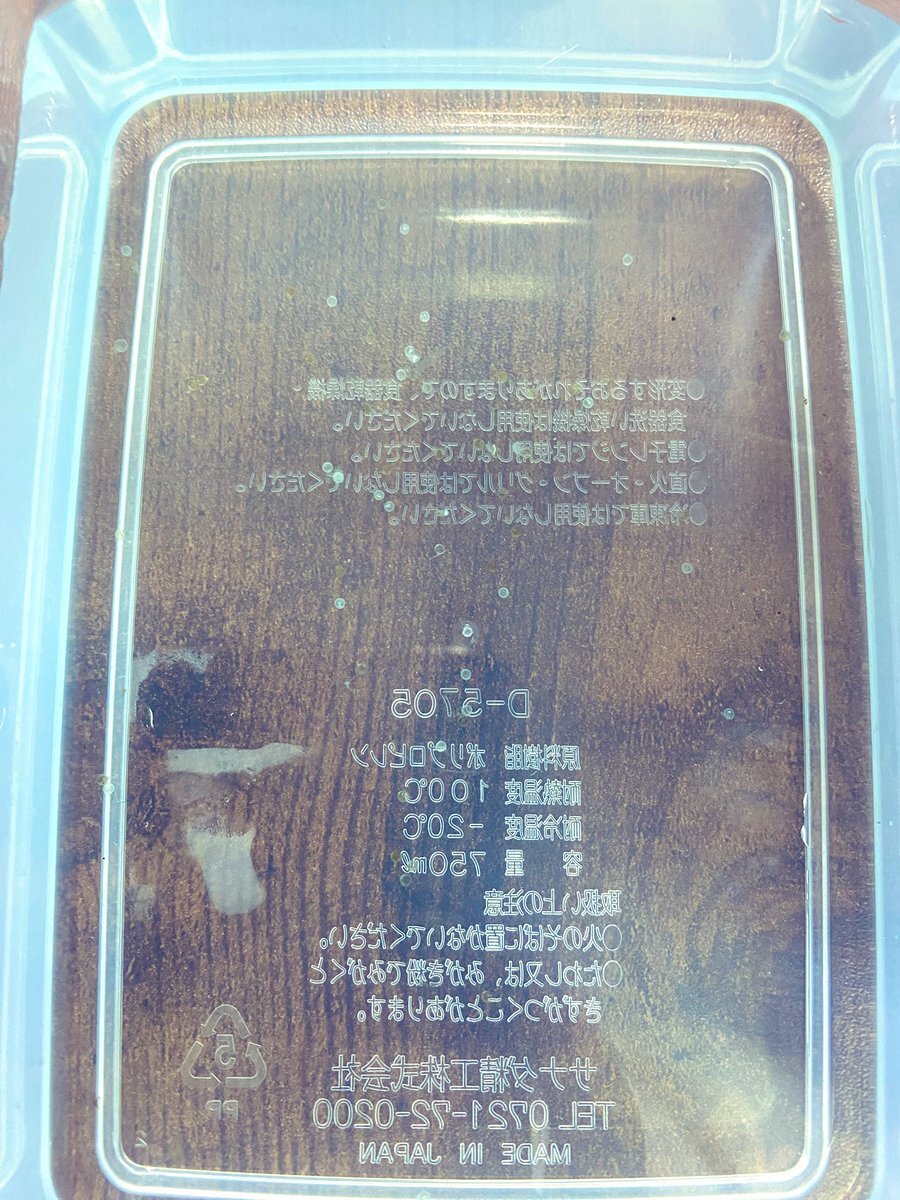 ○変形するおそれがありますので、食器乾燥機
食器洗い乾燥機は使用しないでください。
○電子レンジでは使用しないでください。
○直火・オーブン・グリルでは使用しないでください。
○冷凍庫では使用しないでください。
D-5705
原料樹脂 ポリプロピレン
耐熱温度 100℃
耐冷温度 -20℃
容量 750㎖
取扱い上の注意
○火のそばに置かないでください。
○たわし又は、みがき粉でみがくと
きずがつくことがあります。
サナダ精工株式会社
TEL 0721-72-0200
MADE IN JAPAN
5
PP
2